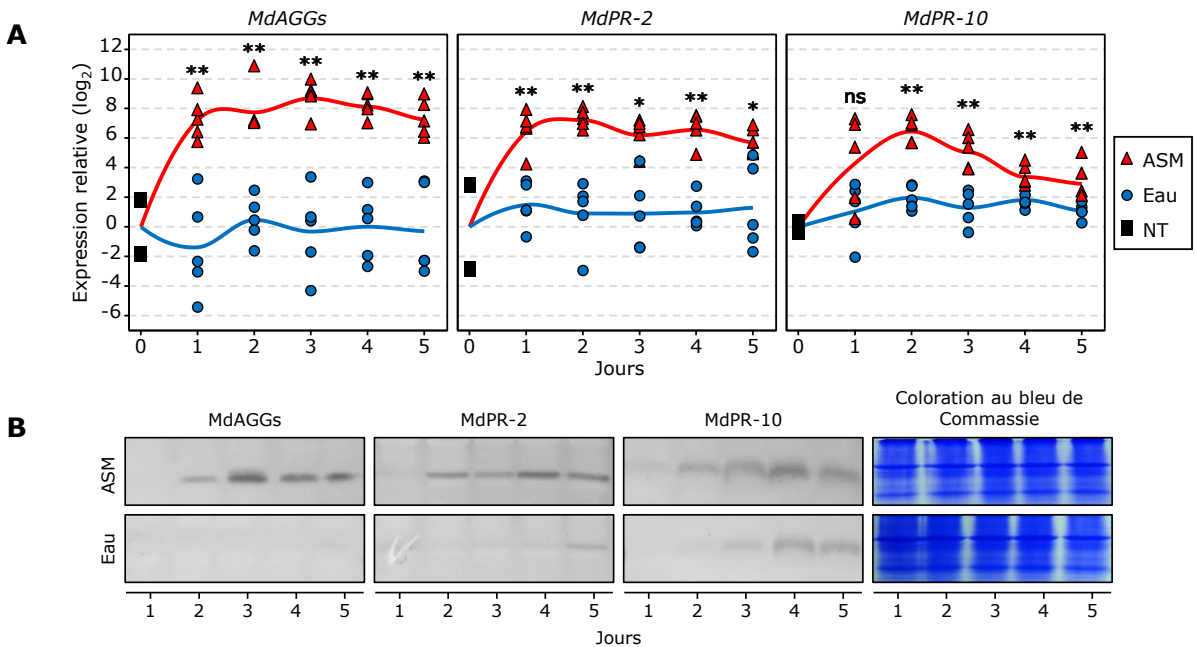 A
MdAGGs MdPR-2 MdPR-10
Expression relative (log2)
12
10
8
6
4
2
0
-2
-4
-6
** ** ** ** **
** ** * ** *
ns ** ** ** **
ASM
Eau
NT
0 1 2 3 4 5 0 1 2 3 4 5 0 1 2 3 4 5
Jours
B
MdAGGs MdPR-2 MdPR-10 Coloration au bleu de
Commassie
ASM
Eau
1 2 3 4 5 1 2 3 4 5 1 2 3 4 5 1 2 3 4 5
Jours